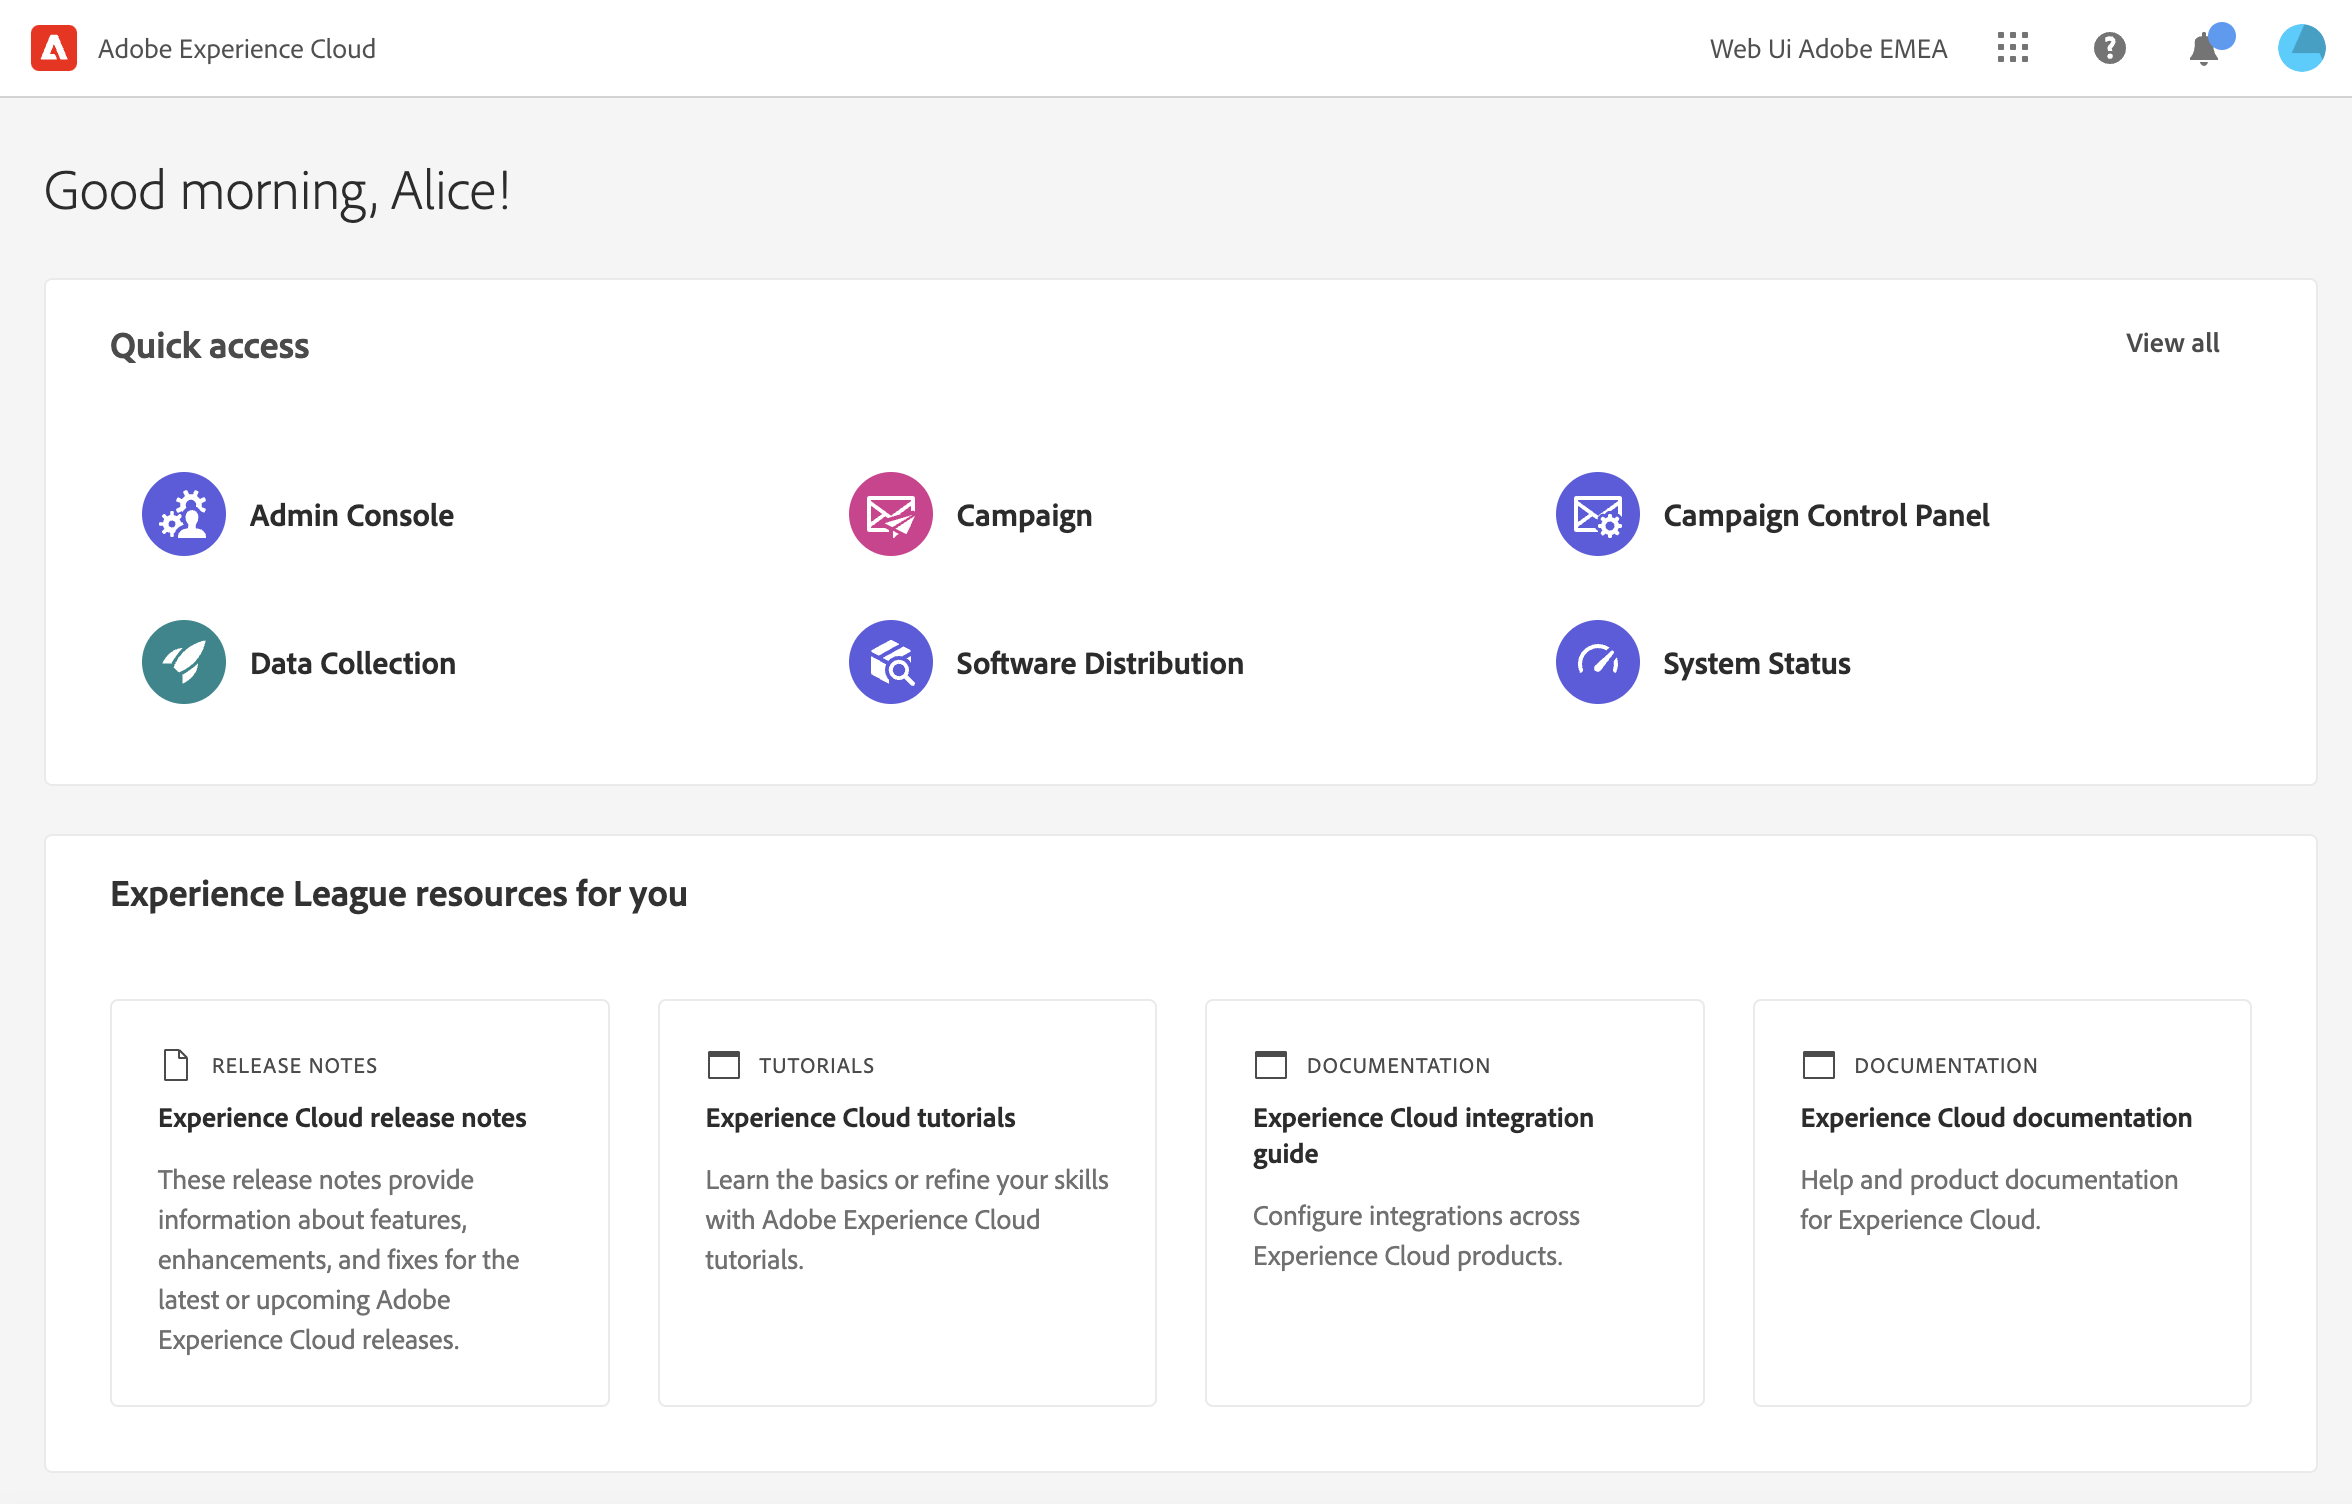 Adobe Experience Cloud
Web Ui Adobe EMEA
Good morning, Alice!
Quick access
View all
Admin Console
Campaign
Campaign Control Panel
Data Collection
Software Distribution
System Status
Experience League resources for you
RELEASE NOTES
Experience Cloud release notes
These release notes provide
information about features,
enhancements, and fixes for the
latest or upcoming Adobe
Experience Cloud releases.
TUTORIALS
Experience Cloud tutorials
Learn the basics or refine your skills
with Adobe Experience Cloud
tutorials.
DOCUMENTATION
Experience Cloud integration
guide
Configure integrations across
Experience Cloud products.
DOCUMENTATION
Experience Cloud documentation
Help and product documentation
for Experience Cloud.